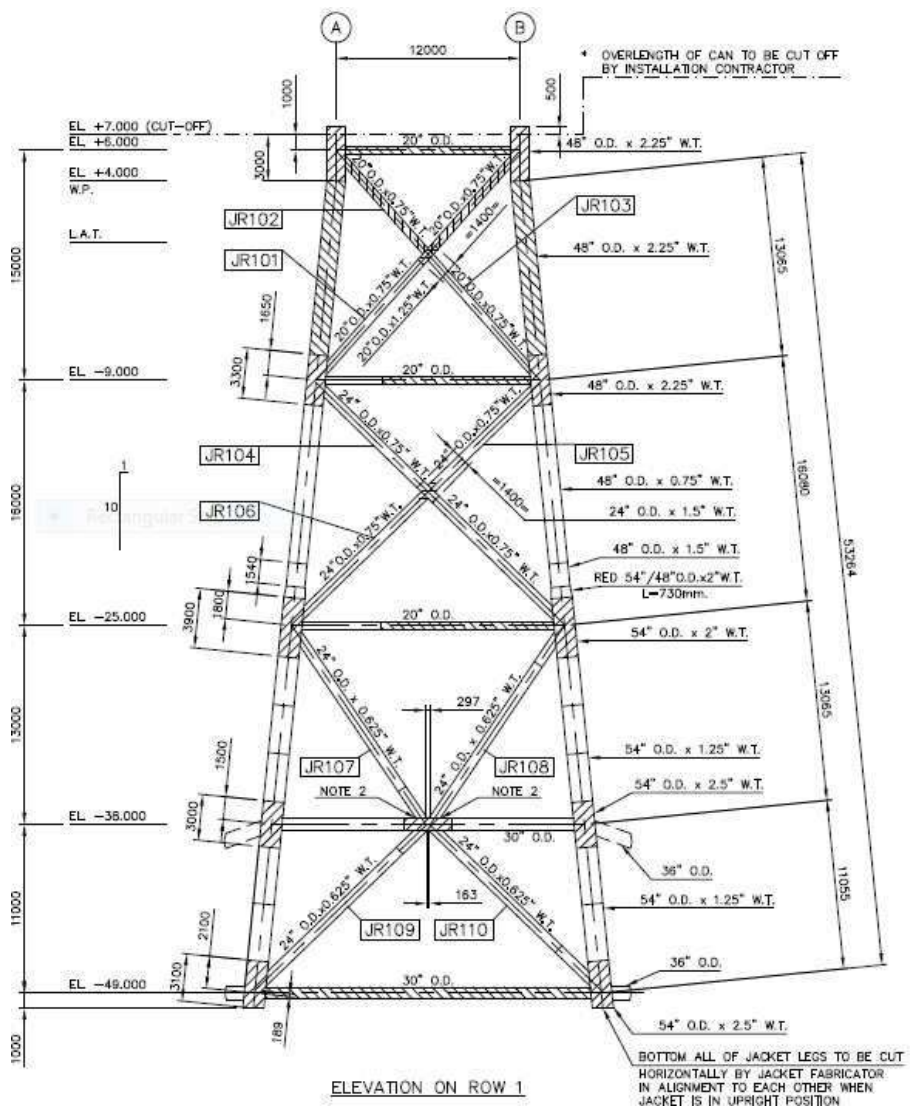 A
B
12000
* OVERLENGTH OF CAN TO BE CUT OFF
BY INSTALLATION CONTRACTOR
1000
500
EL +7.000 (CUT-OFF)
EL +6.000
EL +4.000
W.P.
L.A.T.
3000
20" O.D.
48" O.D. x 2.25" W.T.
20"O.D.x0.75"W.T.
20"O.D.x0.75"W.T.
JR102
JR103
JR101
=1400m
48" O.D. x 2.25" W.T.
20"O.D.x0.75"W.T.
20"O.D.x1.25"W.T.
20"O.D.x0.75"W.T.
15000
13065
1650
3300
EL -9.000
20" O.D.
48" O.D. x 2.25" W.T.
24" O.D.x0.75" W.T.
24" O.D.x0.75"W.T.
JR104
JR105
1
10
Rectangular S
=1400m
48" O.D. x 0.75" W.T.
24" O.D. x 1.5" W.T.
JR106
24"O.D.x0.75"W.T.
24" O.D.x0.75"W.T.
16000
16080
53264
1540
48" O.D. x 1.5" W.T.
RED 54"/48"O.D.x2"W.T.
L=730mm.
3900
1800
EL -25.000
20" O.D.
54" O.D. x 2" W.T.
24" O.D. x 0.625" W.T.
24" O.D. x 0.625" W.T.
297
13000
13065
JR107
JR108
54" O.D. x 1.25" W.T.
1500
3000
NOTE 2
NOTE 2
54" O.D. x 2.5" W.T.
EL -38.000
30" O.D.
36" O.D.
24" O.D.x0.625" W.T.
24" O.D.x0.625" W.T.
163
54" O.D. x 1.25" W.T.
11000
11055
JR109
JR110
2100
3100
EL -49.000
30" O.D.
36" O.D.
189
1000
54" O.D. x 2.5" W.T.
BOTTOM ALL OF JACKET LEGS TO BE CUT
HORIZONTALLY BY JACKET FABRICATOR
IN ALIGNMENT TO EACH OTHER WHEN
JACKET IS IN UPRIGHT POSITION
ELEVATION ON ROW 1